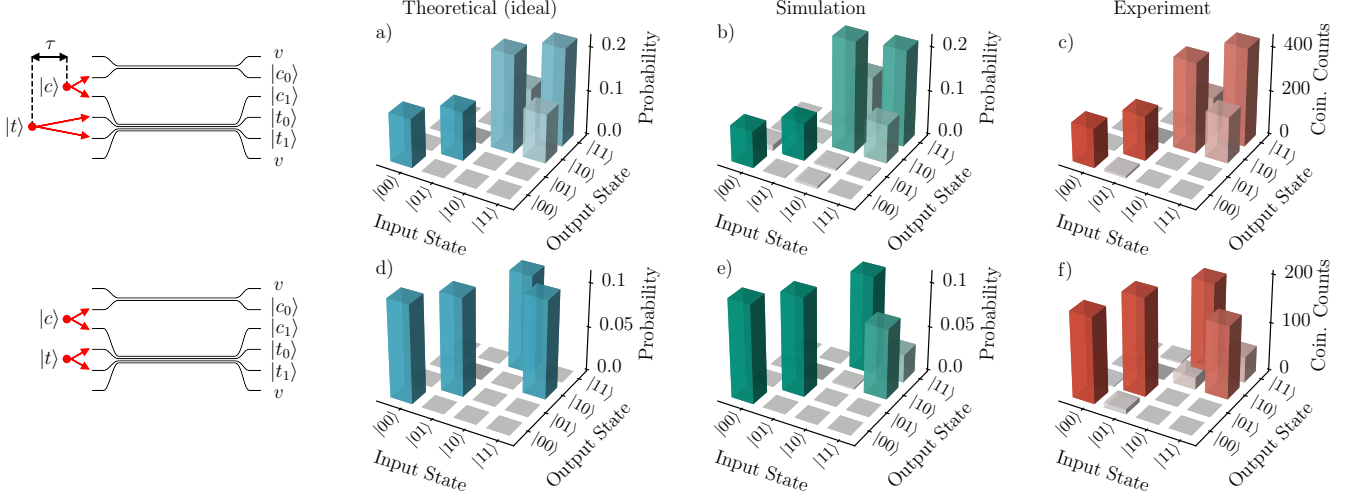 Theoretical (ideal)
Simulation
Experiment
τ
|c⟩
|t⟩
v
|c₀⟩
|c₁⟩
|t₀⟩
|t₁⟩
v
a)
0.2
0.1
0.0
Probability
|00⟩
|01⟩
|10⟩
|11⟩
Input State
|00⟩
|01⟩
|10⟩
|11⟩
Output State
b)
0.2
0.1
0.0
Probability
|00⟩
|01⟩
|10⟩
|11⟩
Input State
|00⟩
|01⟩
|10⟩
|11⟩
Output State
c)
400
200
0
Coin. Counts
|00⟩
|01⟩
|10⟩
|11⟩
Input State
|00⟩
|01⟩
|10⟩
|11⟩
Output State
|c⟩
|t⟩
v
|c₀⟩
|c₁⟩
|t₀⟩
|t₁⟩
v
d)
0.1
0.05
0.0
Probability
|00⟩
|01⟩
|10⟩
|11⟩
Input State
|00⟩
|01⟩
|10⟩
|11⟩
Output State
e)
0.1
0.05
0.0
Probability
|00⟩
|01⟩
|10⟩
|11⟩
Input State
|00⟩
|01⟩
|10⟩
|11⟩
Output State
f)
200
100
0
Coin. Counts
|00⟩
|01⟩
|10⟩
|11⟩
Input State
|00⟩
|01⟩
|10⟩
|11⟩
Output State